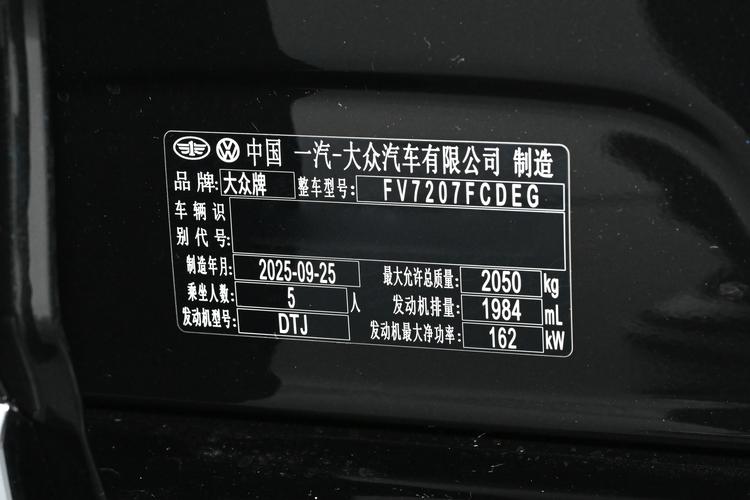 中国 一汽-大众汽车有限公司 制造
品牌: 大众牌 整车型号: FV7207FCDEG
车辆识
别代号:
制造年月: 2025-09-25 最大允许总质量: 2050 kg
乘坐人数: 5 人 发动机排量: 1984 mL
发动机型号: DTJ 发动机最大净功率: 162 kW